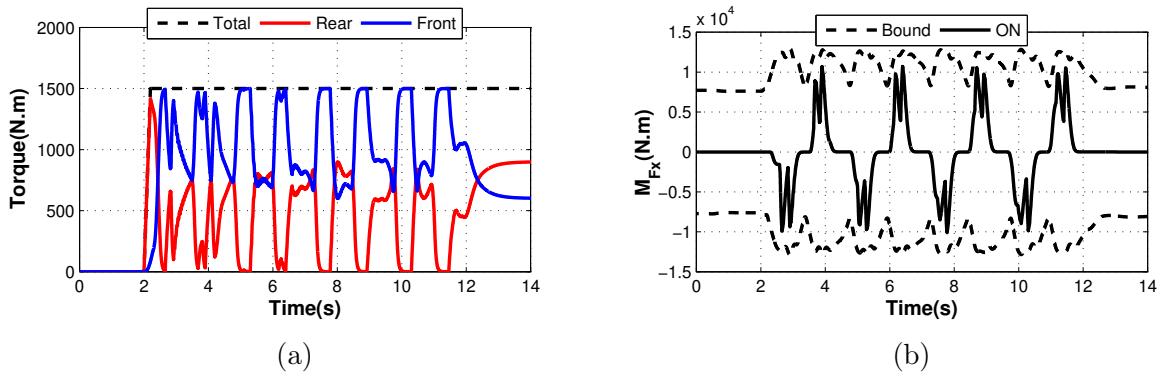 Total Rear Front
2000
1500
1000
500
0
Torque(N.m)
0 2 4 6 8 10 12 14
Time(s)
(a)
x 10⁴
Bound ON
1.5
1
0.5
0
−0.5
−1
−1.5
M_Fx(N.m)
0 2 4 6 8 10 12 14
Time(s)
(b)